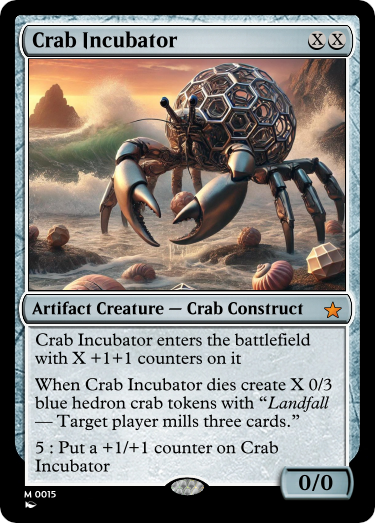 Crab Incubator
X X
Artifact Creature — Crab Construct
Crab Incubator enters the battlefield
with X +1+1 counters on it
When Crab Incubator dies create X 0/3
blue hedron crab tokens with “Landfall
— Target player mills three cards.”
5 : Put a +1/+1 counter on Crab
Incubator
0/0
M 0015